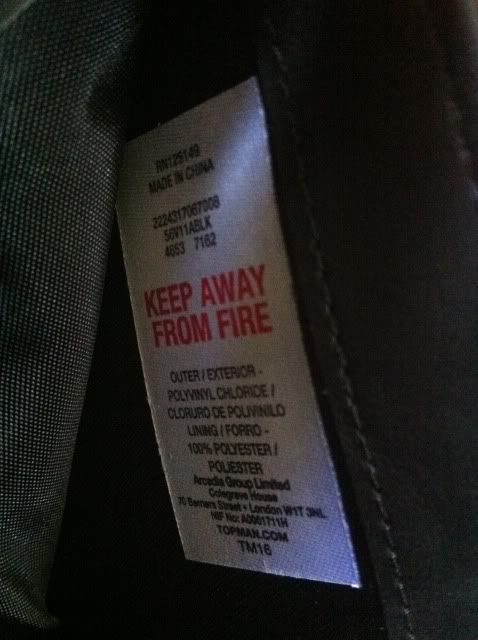 RN125149
MADE IN CHINA
2224317067008
56V11ABLK
4653 7162
KEEP AWAY
FROM FIRE
OUTER / EXTERIOR -
POLYVINYL CHLORIDE /
CLORURO DE POLIVINILO
LINING / FORRO -
100% POLYESTER /
POLIESTER
Arcadia Group Limited
Colegrave House
70 Berners Street • London W1T 3NL
NIF No: A0061711H
TOPMAN.COM
TM16